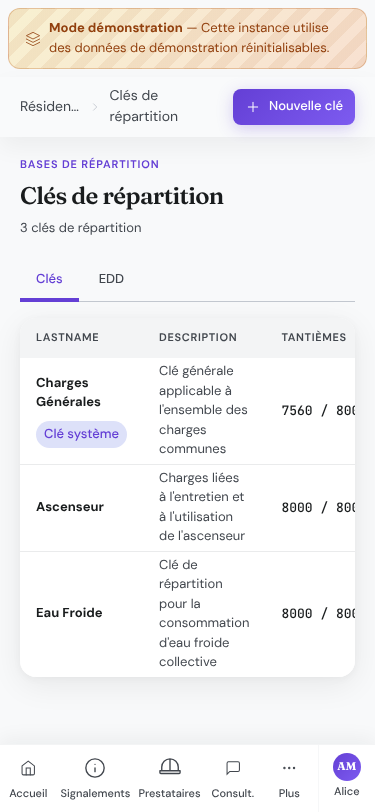 Mode démonstration — Cette instance utilise
des données de démonstration réinitialisables.
Résiden...
Clés de
répartition
Nouvelle clé
BASES DE RÉPARTITION
Clés de répartition
3 clés de répartition
Clés
EDD
LASTNAME
DESCRIPTION
TANTIÈMES
Charges
Générales
Clé système
Clé générale
applicable à
l'ensemble des
charges
communes
7560 / 800
Ascenseur
Charges liées
à l'entretien et
à l'utilisation
de l'ascenseur
8000 / 800
Eau Froide
Clé de
répartition
pour la
consommation
d'eau froide
collective
8000 / 800
Accueil
Signalements
Prestataires
Consult.
Plus
AM
Alice